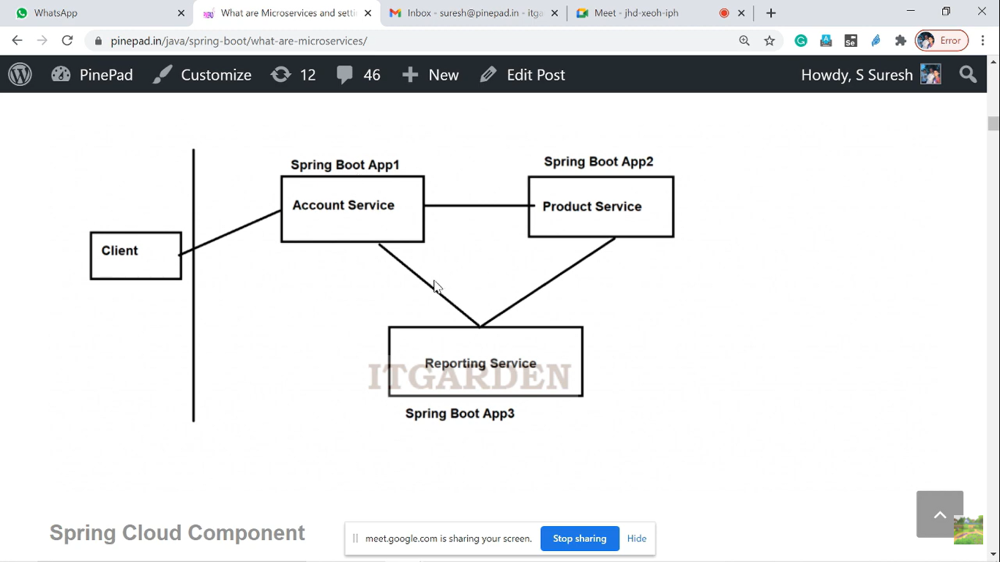 WhatsApp
What are Microservices and setti
Inbox - suresh@pinepad.in - itga
Meet - jhd-xeoh-iph
pinepad.in/java/spring-boot/what-are-microservices/
Error
PinePad
Customize
12
46
New
Edit Post
Howdy, S Suresh
Spring Boot App1
Spring Boot App2
Account Service
Product Service
Client
Reporting Service
ITGARDEN
Spring Boot App3
Spring Cloud Component
meet.google.com is sharing your screen.
Stop sharing
Hide